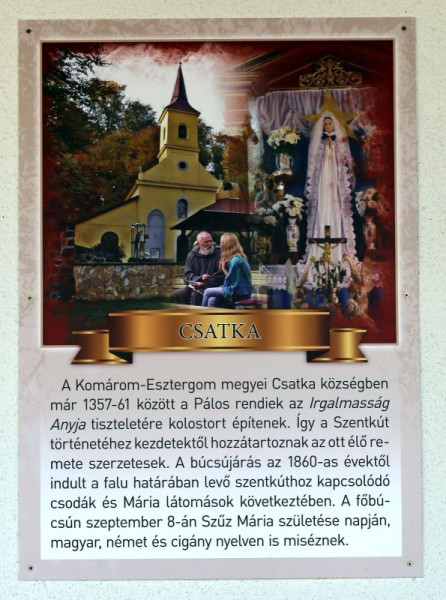 CSATKA
A Komárom-Esztergom megyei Csatka községben
már 1357-61 között a Pálos rendiek az Irgalmasság
Anyja tiszteletére kolostort építenek. Így a Szentkút
történetéhez kezdetektől hozzátartoznak az ott élő re-
mete szerzetesek. A búcsújárás az 1860-as évektől
indult a falu határában levő szentkúthoz kapcsolódó
csodák és Mária látomások következtében. A főbú-
csún szeptember 8-án Szűz Mária születése napján,
magyar, német és cigány nyelven is miséznek.